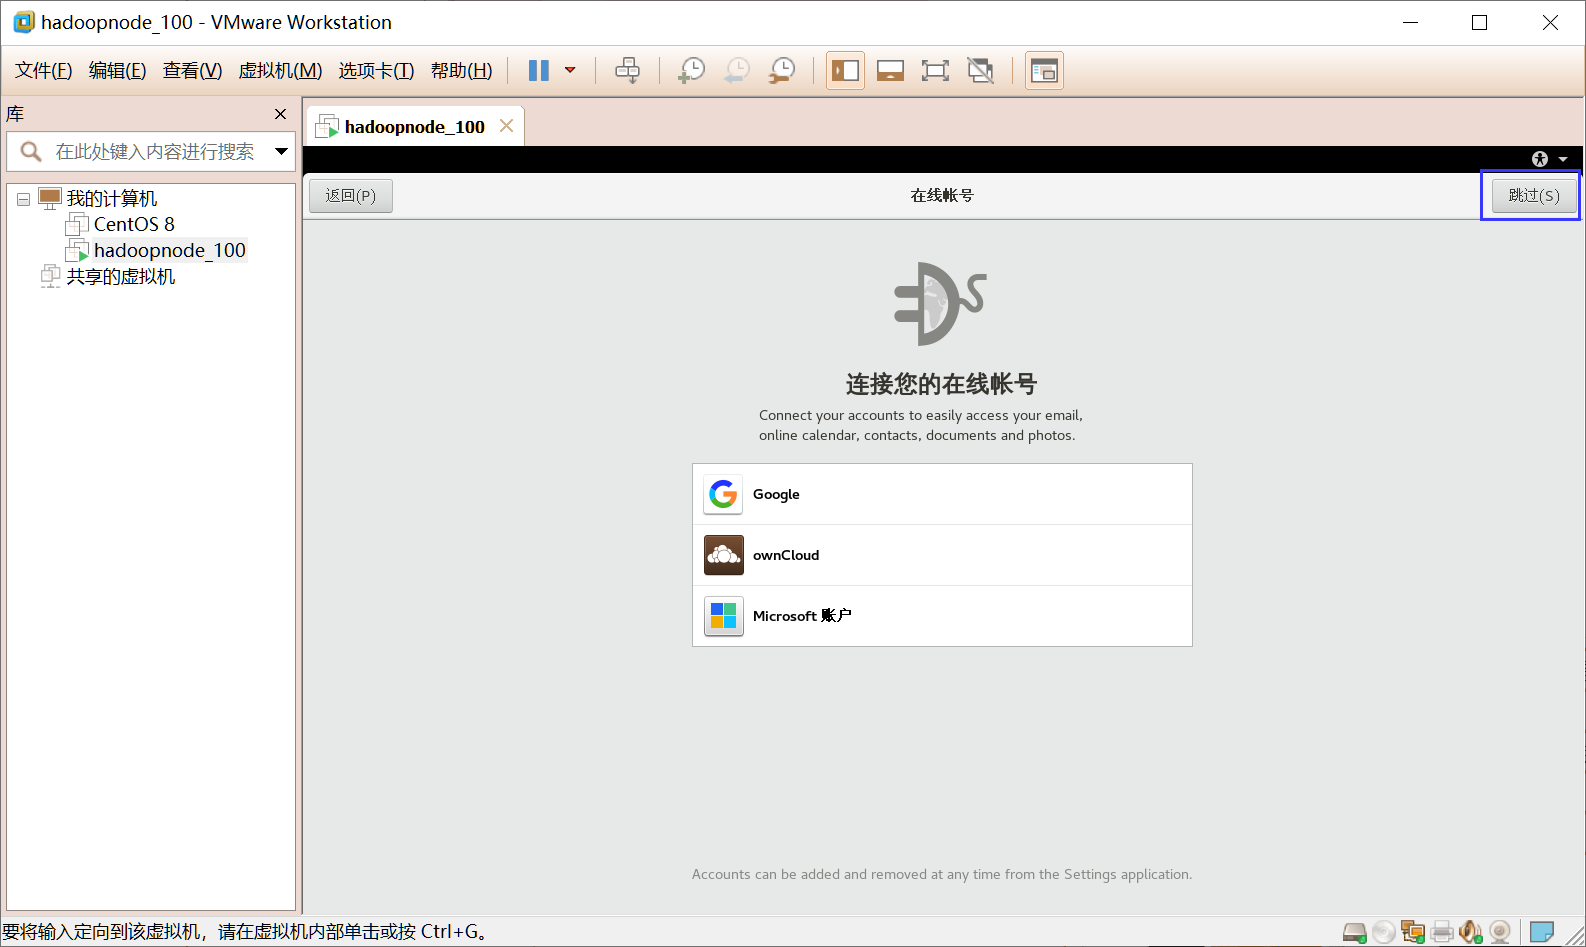 hadoopnode_100 - VMware Workstation
文件(F) 编辑(E) 查看(V) 虚拟机(M) 选项卡(T) 帮助(H)
库
在此处键入内容进行搜索
我的计算机
CentOS 8
hadoopnode_100
共享的虚拟机
hadoopnode_100
返回(P) 在线帐号 跳过(S)
连接您的在线帐号
Connect your accounts to easily access your email,
online calendar, contacts, documents and photos.
Google
ownCloud
Microsoft 账户
Accounts can be added and removed at any time from the Settings application.
要将输入定向到该虚拟机，请在虚拟机内部单击或按 Ctrl+G。